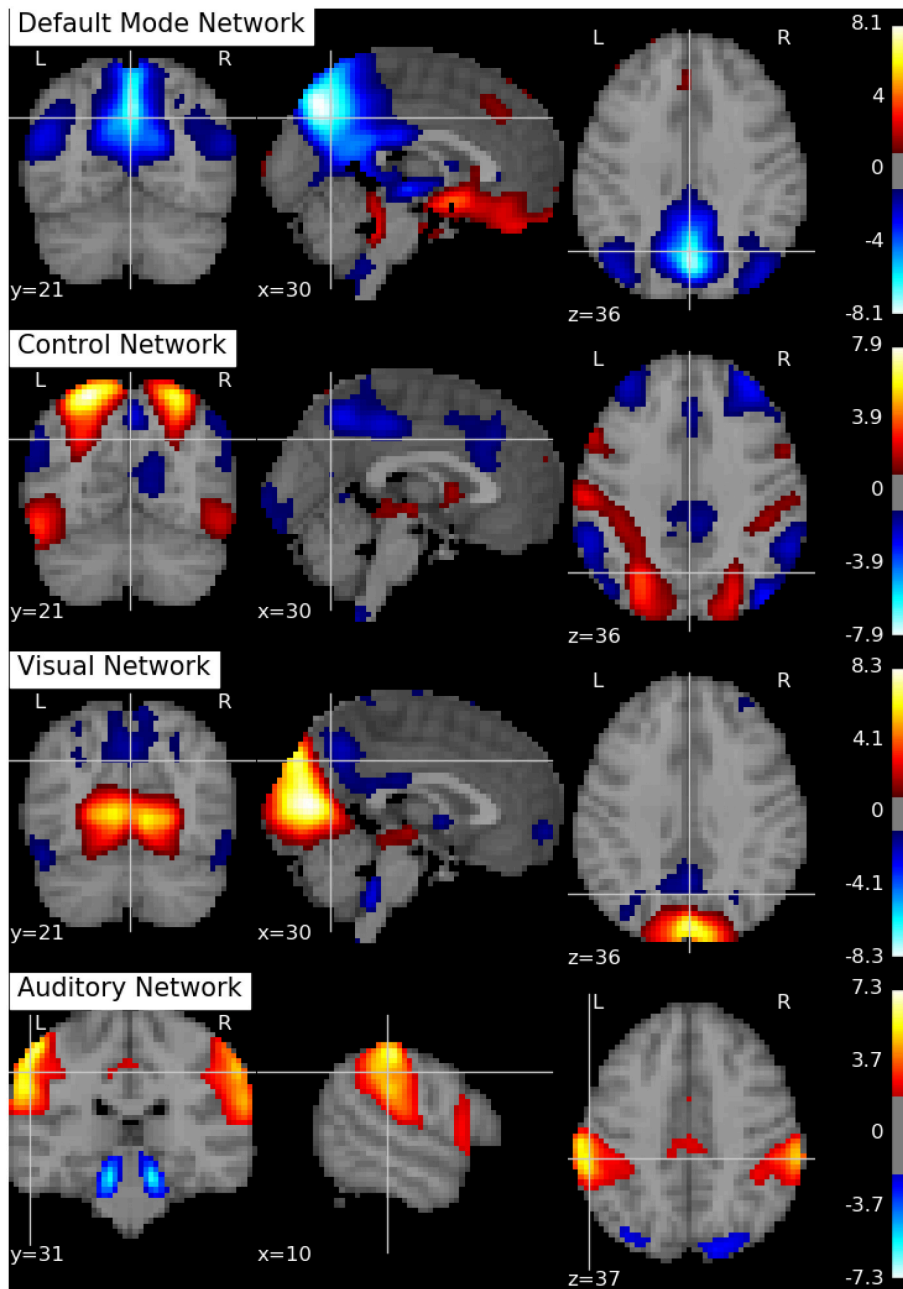 Default Mode Network
L R
L R
8.1
4
0
-4
-8.1
y=21 x=30 z=36
Control Network
L R
L R
7.9
3.9
0
-3.9
-7.9
y=21 x=30 z=36
Visual Network
L R
L R
8.3
4.1
0
-4.1
-8.3
y=21 x=30 z=36
Auditory Network
L R
L R
7.3
3.7
0
-3.7
-7.3
y=31 x=10 z=37